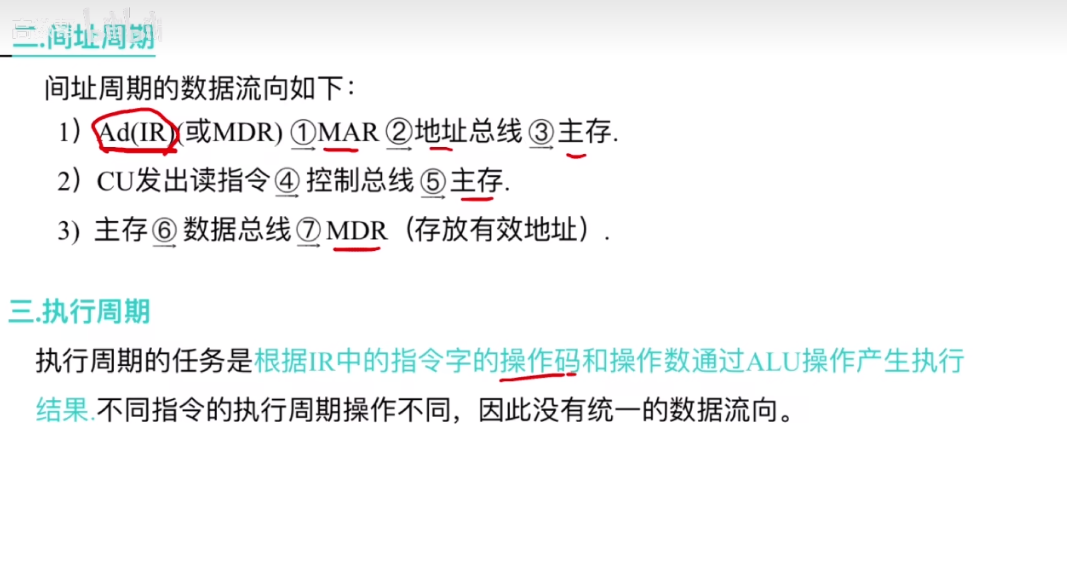 二.间址周期
间址周期的数据流向如下：
1）Ad(IR)(或MDR) ①MAR ②地址总线 ③主存.
2）CU发出读指令④ 控制总线 ⑤主存.
3) 主存⑥ 数据总线⑦MDR（存放有效地址）.
三.执行周期
执行周期的任务是根据IR中的指令字的操作码和操作数通过ALU操作产生执行
结果.不同指令的执行周期操作不同，因此没有统一的数据流向。